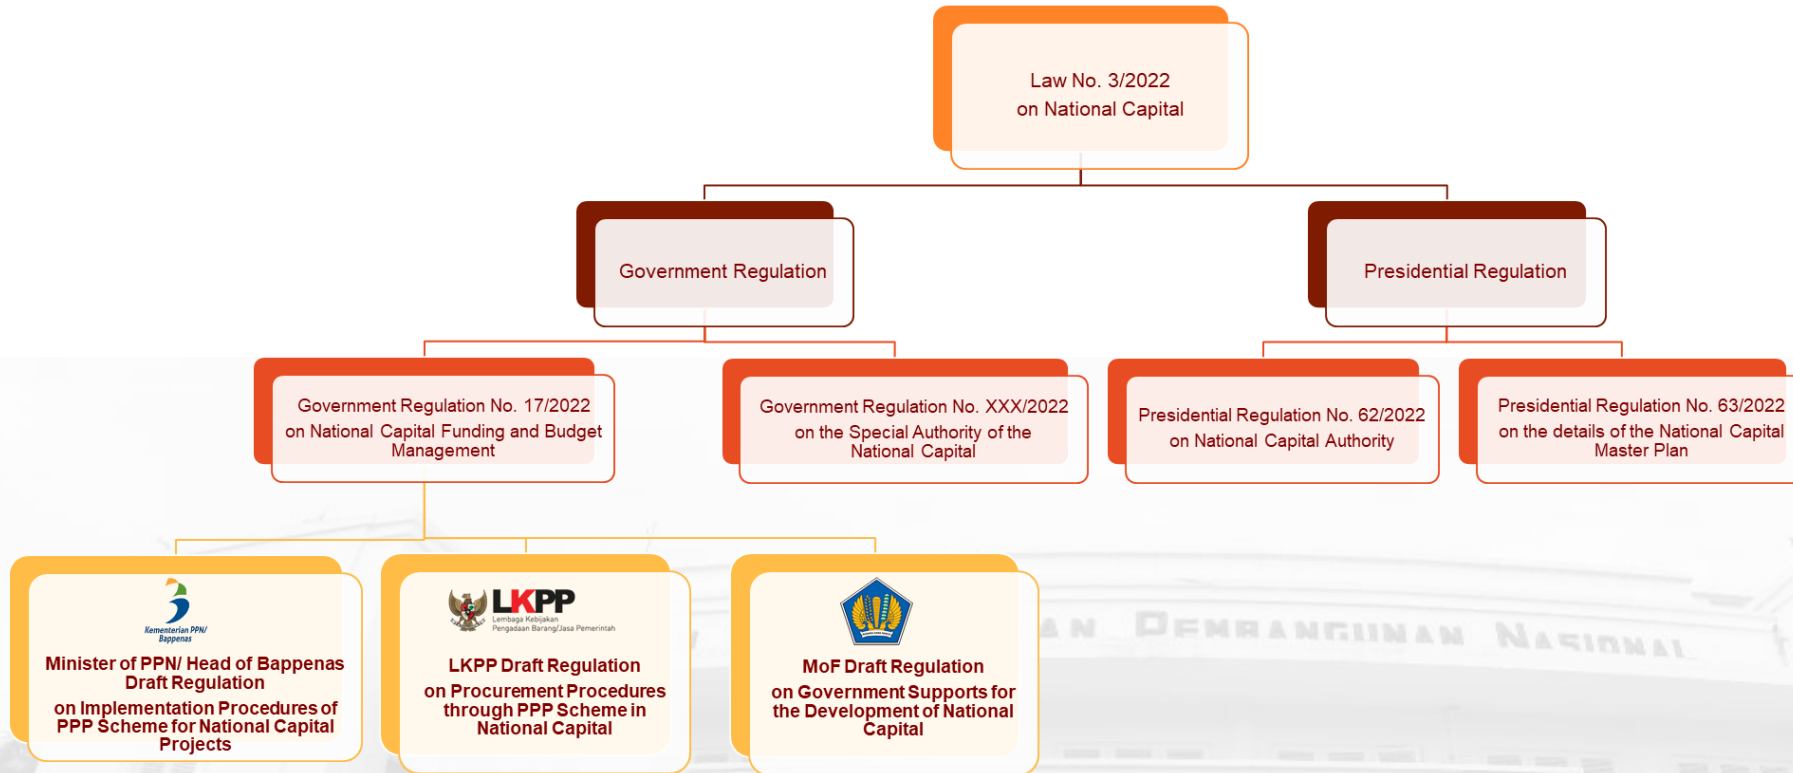 Law No. 3/2022
on National Capital
Government Regulation
Presidential Regulation
Government Regulation No. 17/2022
on National Capital Funding and Budget
Management
Government Regulation No. XXX/2022
on the Special Authority of the
National Capital
Presidential Regulation No. 62/2022
on National Capital Authority
Presidential Regulation No. 63/2022
on the details of the National Capital
Master Plan
Kementerian PPN/
Bappenas
Minister of PPN/ Head of Bappenas
Draft Regulation
on Implementation Procedures of
PPP Scheme for National Capital
Projects
LKPP
Lembaga Kebijakan
Pengadaan Barang/Jasa Pemerintah
LKPP Draft Regulation
on Procurement Procedures
through PPP Scheme in
National Capital
MoF Draft Regulation
on Government Supports for
the Development of National
Capital
AN PEMBANGUNAN NASIONAL